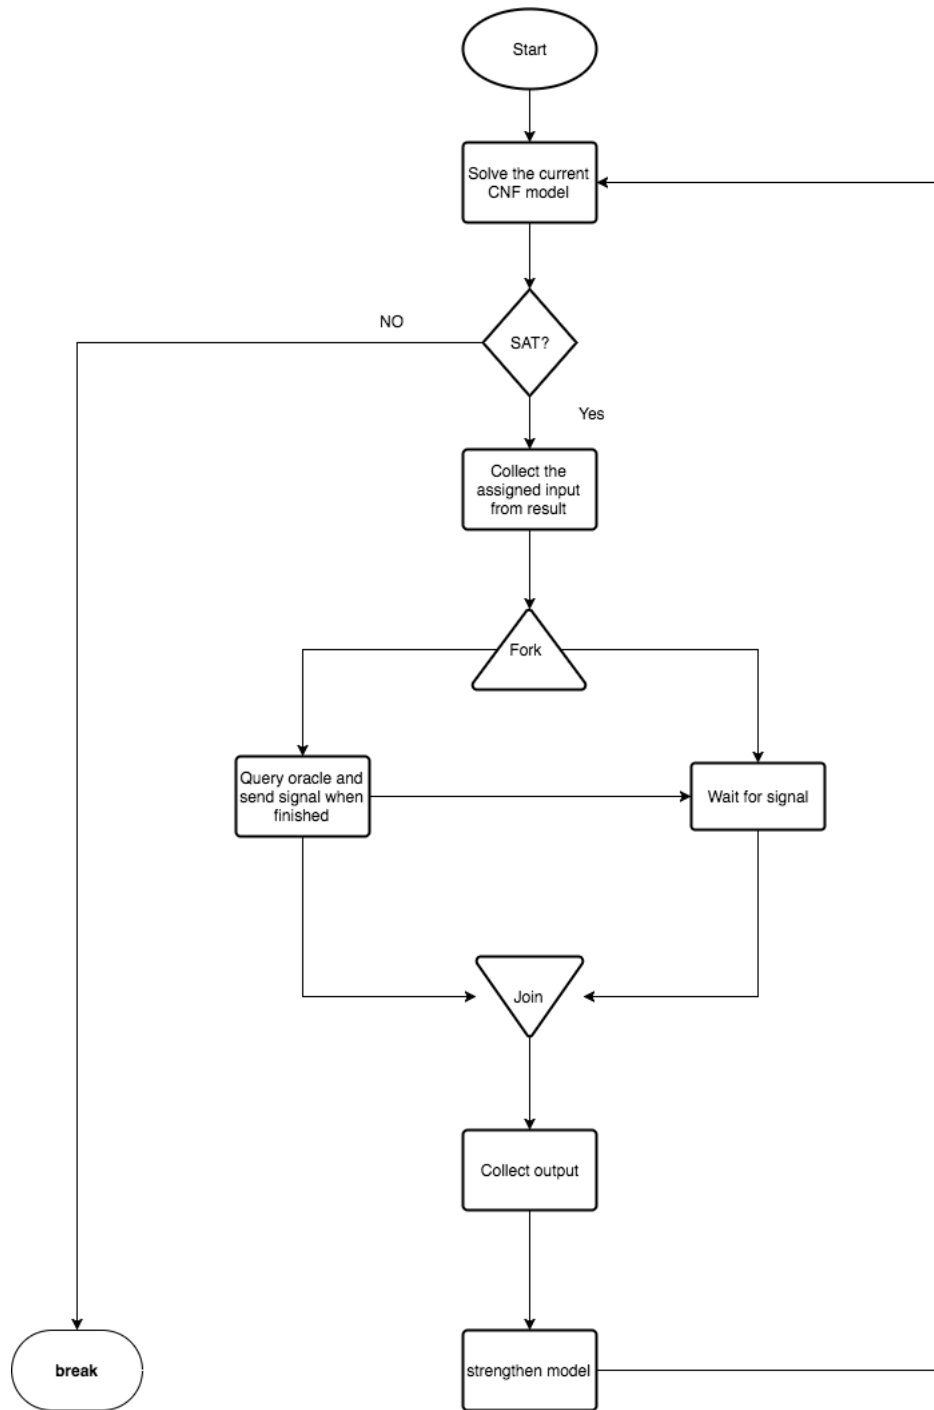 Start
Solve the current
CNF model
NO
SAT?
Yes
Collect the
assigned input
from result
Fork
Query oracle and
send signal when
finished
Wait for signal
Join
Collect output
break
strengthen model